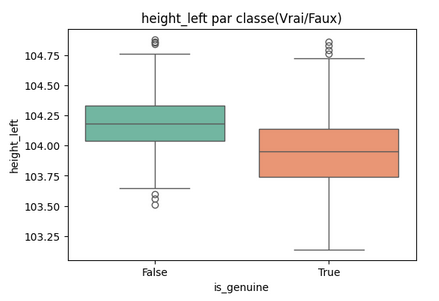 height_left par classe(Vrai/Faux)
104.75
104.50
104.25
104.00
103.75
103.50
103.25
height_left
False
True
is_genuine